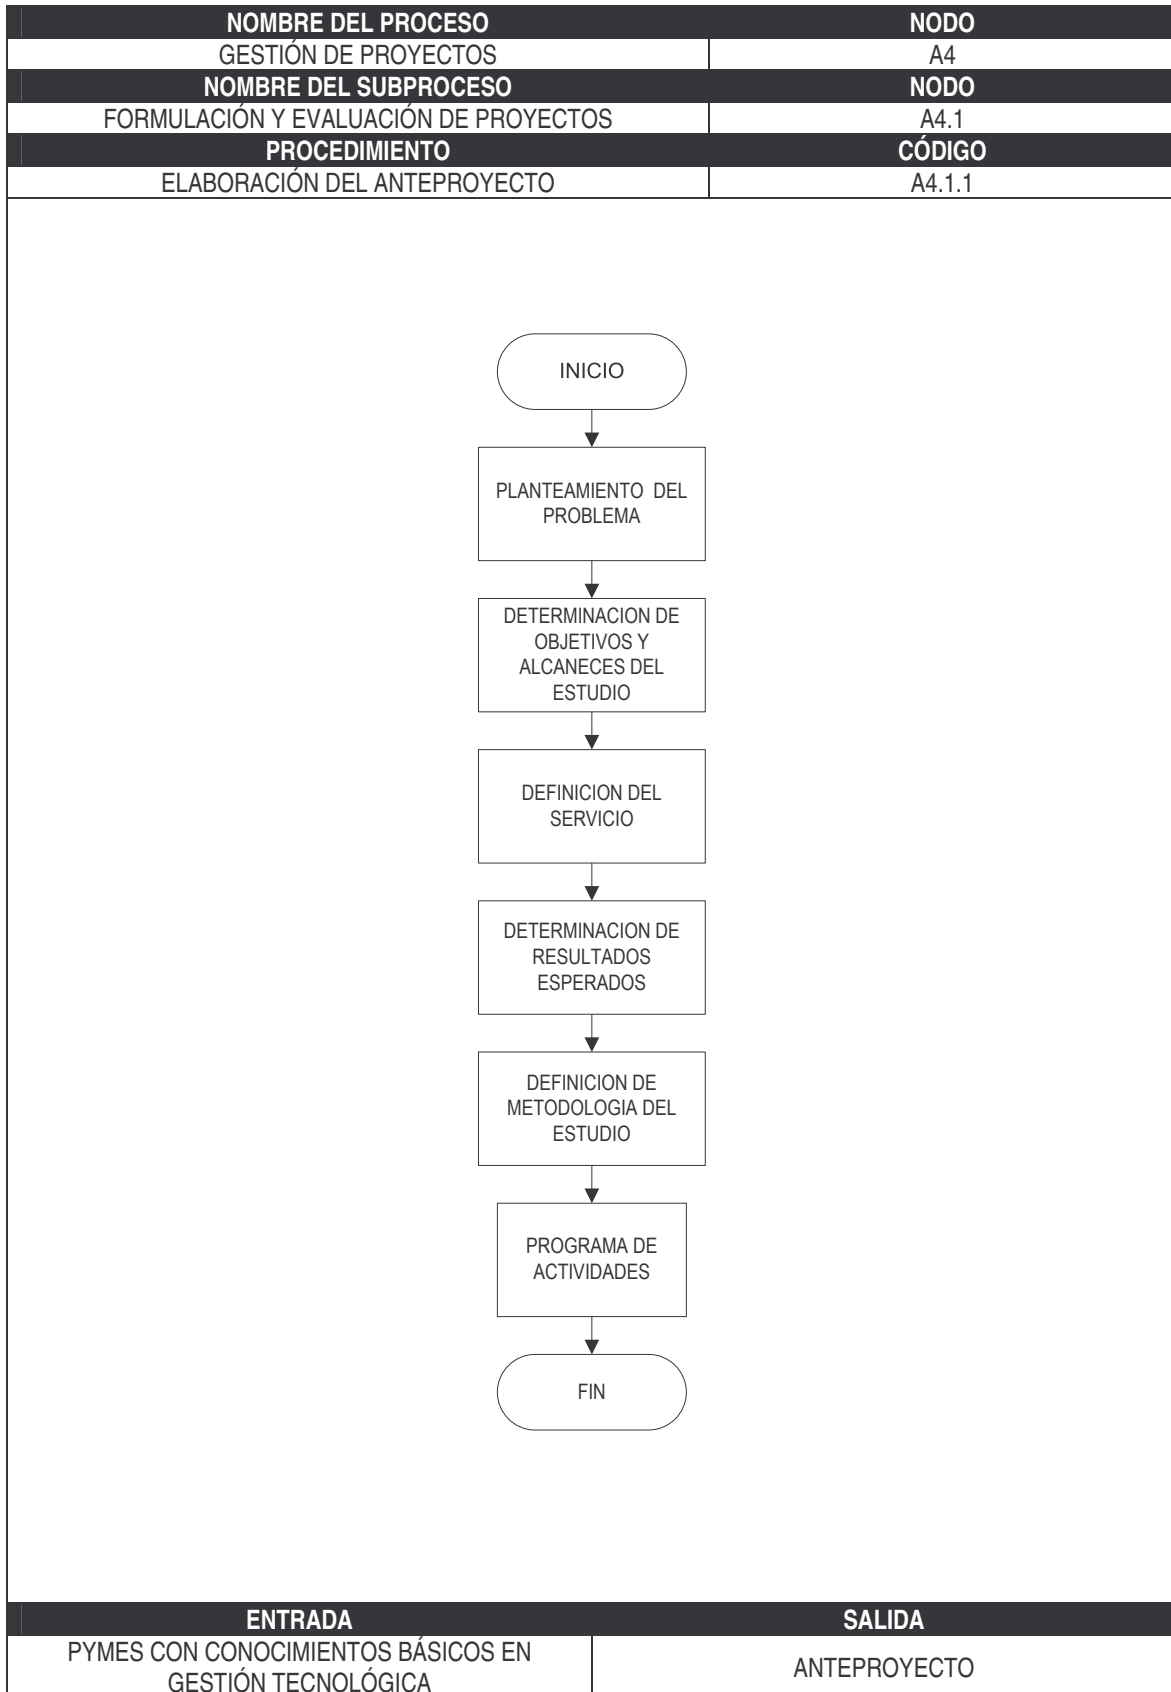 NOMBRE DEL PROCESO NODO
GESTIÓN DE PROYECTOS A4
NOMBRE DEL SUBPROCESO NODO
FORMULACIÓN Y EVALUACIÓN DE PROYECTOS A4.1
PROCEDIMIENTO CÓDIGO
ELABORACIÓN DEL ANTEPROYECTO A4.1.1
INICIO
PLANTEAMIENTO DEL
PROBLEMA
DETERMINACION DE
OBJETIVOS Y
ALCANECES DEL
ESTUDIO
DEFINICION DEL
SERVICIO
DETERMINACION DE
RESULTADOS
ESPERADOS
DEFINICION DE
METODOLOGIA DEL
ESTUDIO
PROGRAMA DE
ACTIVIDADES
FIN
ENTRADA SALIDA
PYMES CON CONOCIMIENTOS BÁSICOS EN
GESTIÓN TECNOLÓGICA
ANTEPROYECTO